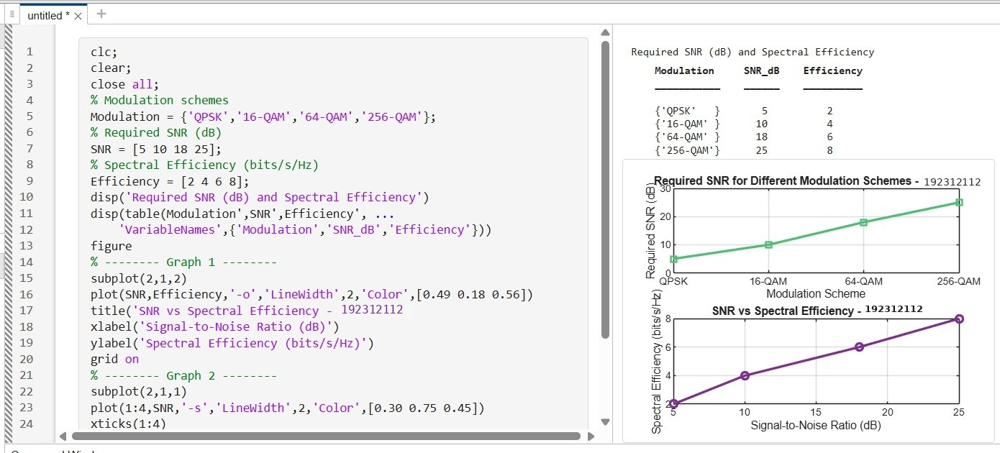 untitled *
1 clc;
2 clear;
3 close all;
4 % Modulation schemes
5 Modulation = {'QPSK','16-QAM','64-QAM','256-QAM'};
6 % Required SNR (dB)
7 SNR = [5 10 18 25];
8 % Spectral Efficiency (bits/s/Hz)
9 Efficiency = [2 4 6 8];
10 disp('Required SNR (dB) and Spectral Efficiency')
11 disp(table(Modulation',SNR',Efficiency', ...
12 'VariableNames',{'Modulation','SNR_dB','Efficiency'}))
13 figure
14 % -------- Graph 1 --------
15 subplot(2,1,2)
16 plot(SNR,Efficiency,'-o','LineWidth',2,'Color',[0.49 0.18 0.56])
17 title('SNR vs Spectral Efficiency - 192312112
18 xlabel('Signal-to-Noise Ratio (dB)')
19 ylabel('Spectral Efficiency (bits/s/Hz)')
20 grid on
21 % -------- Graph 2 --------
22 subplot(2,1,1)
23 plot(1:4,SNR,'-s','LineWidth',2,'Color',[0.30 0.75 0.45])
24 xticks(1:4)
Required SNR (dB) and Spectral Efficiency
Modulation SNR_dB Efficiency
{'QPSK' } 5 2
{'16-QAM' } 10 4
{'64-QAM' } 18 6
{'256-QAM'} 25 8
Required SNR for Different Modulation Schemes - 192312112
Required SNR (dB)
30
20
10
0
QPSK 16-QAM 64-QAM 256-QAM
Modulation Scheme
SNR vs Spectral Efficiency - 192312112
Spectral Efficiency (bits/s/Hz)
8
6
4
2
5 10 15 20 25
Signal-to-Noise Ratio (dB)